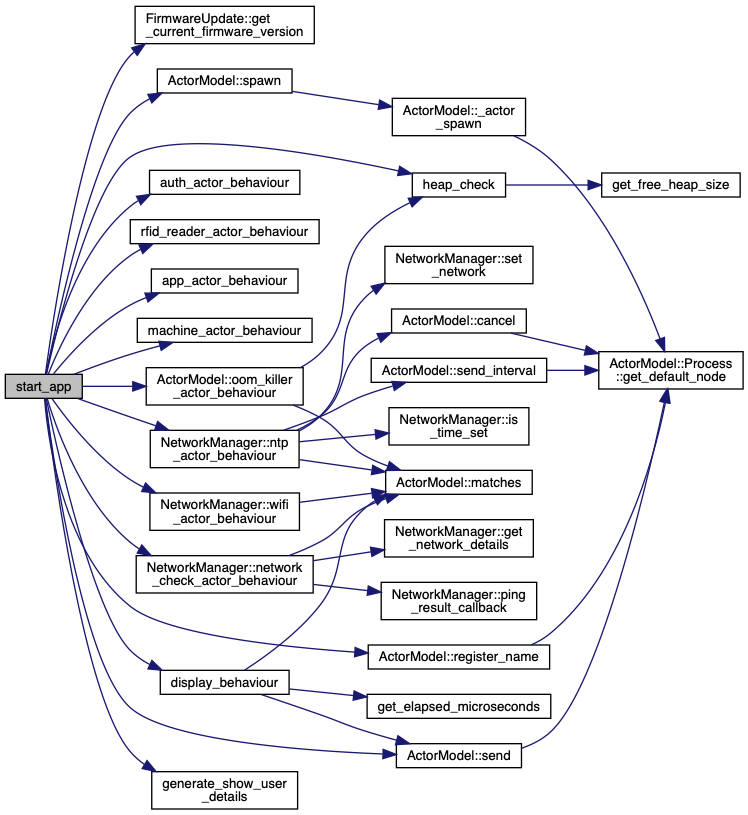 FirmwareUpdate::get
_current_firmware_version
ActorModel::spawn
ActorModel::_actor
_spawn
heap_check
get_free_heap_size
auth_actor_behaviour
rfid_reader_actor_behaviour
NetworkManager::set
_network
app_actor_behaviour
ActorModel::cancel
machine_actor_behaviour
ActorModel::Process
::get_default_node
start_app
ActorModel::oom_killer
_actor_behaviour
ActorModel::send_interval
NetworkManager::is
_time_set
NetworkManager::ntp
_actor_behaviour
ActorModel::matches
NetworkManager::wifi
_actor_behaviour
NetworkManager::get
_network_details
NetworkManager::network
_check_actor_behaviour
NetworkManager::ping
_result_callback
ActorModel::register_name
display_behaviour
get_elapsed_microseconds
ActorModel::send
generate_show_user
_details